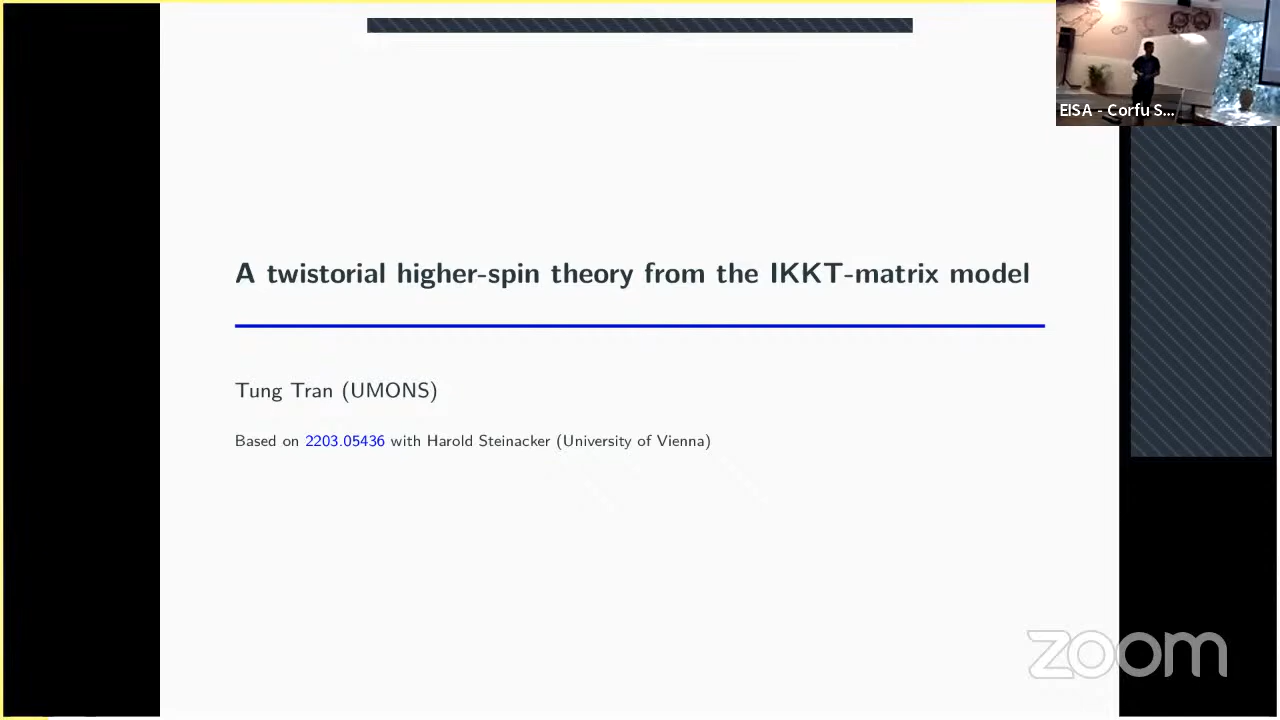 EISA - Corfu S...
A twistorial higher-spin theory from the IKKT-matrix model
Tung Tran (UMONS)
Based on 2203.05436 with Harold Steinacker (University of Vienna)
zoom